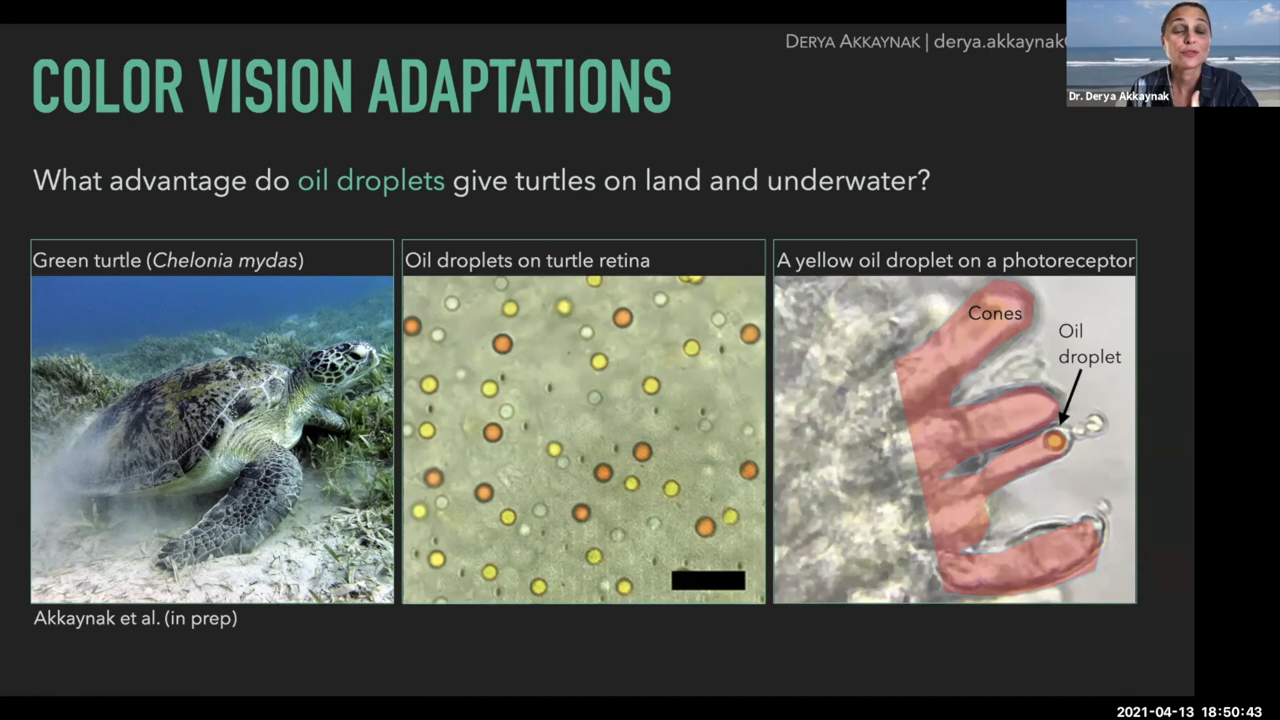 DERYA AKKAYNAK | derya.akkaynak
Dr. Derya Akkaynak
COLOR VISION ADAPTATIONS
What advantage do oil droplets give turtles on land and underwater?
Green turtle (Chelonia mydas)
Oil droplets on turtle retina
A yellow oil droplet on a photoreceptor
Cones
Oil
droplet
Akkaynak et al. (in prep)
2021-04-13 18:50:43